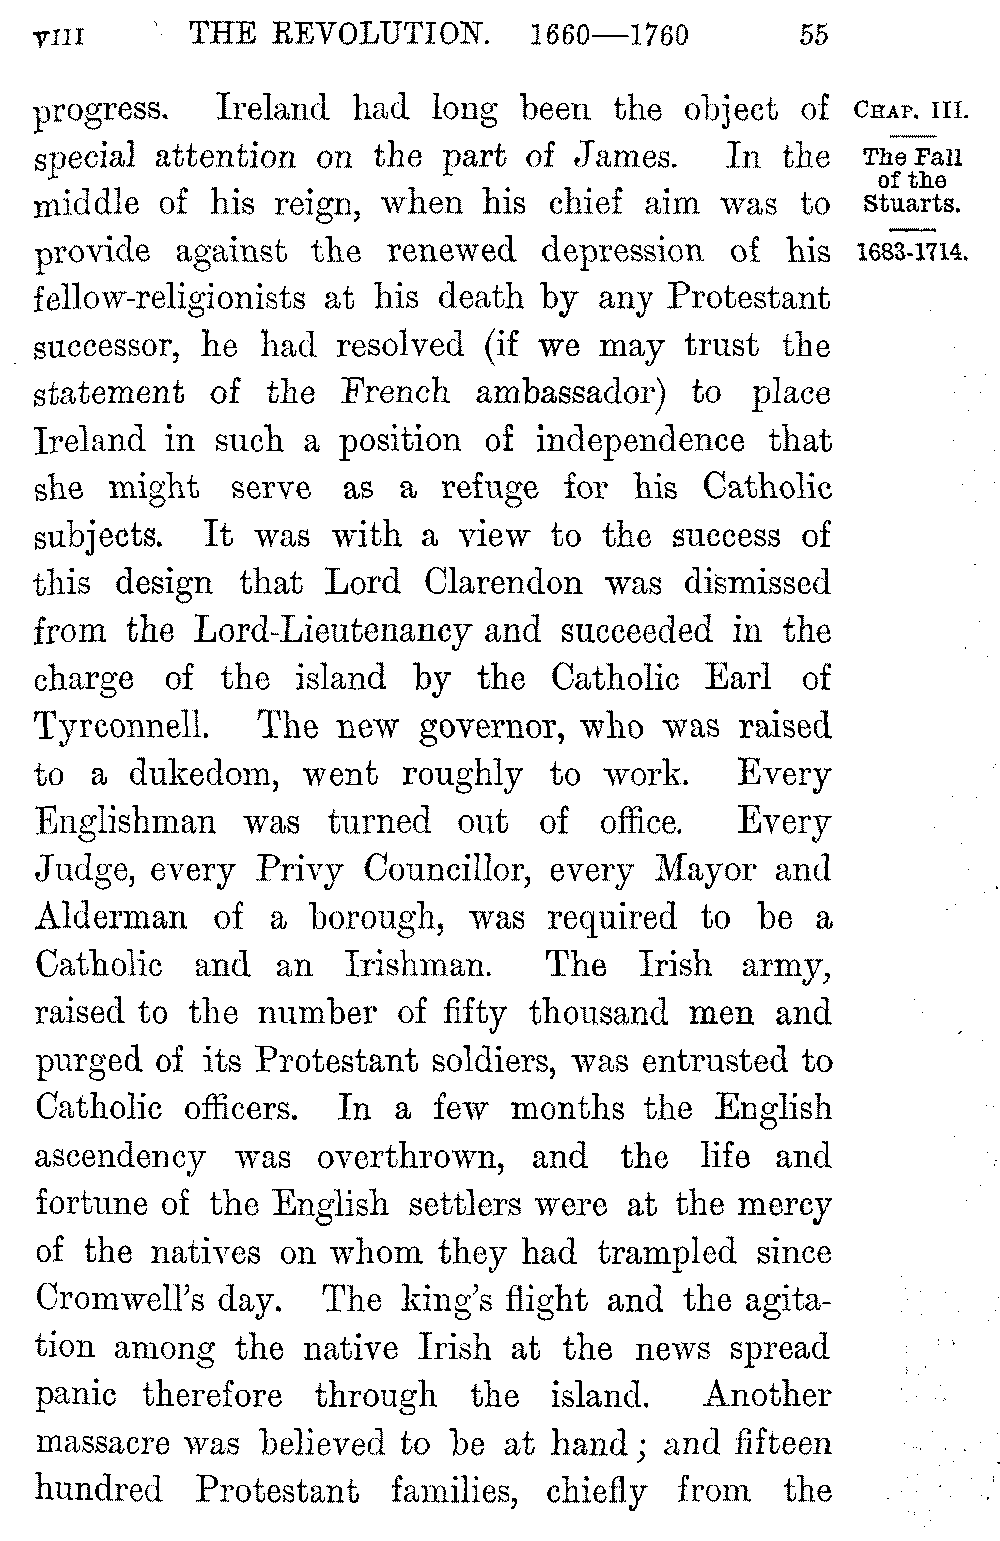 VIII THE REVOLUTION. 1660—1760 55
progress. Ireland had long been the object of
special attention on the part of James. In the
middle of his reign, when his chief aim was to
provide against the renewed depression of his
fellow-religionists at his death by any Protestant
successor, he had resolved (if we may trust the
statement of the French ambassador) to place
Ireland in such a position of independence that
she might serve as a refuge for his Catholic
subjects. It was with a view to the success of
this design that Lord Clarendon was dismissed
from the Lord-Lieutenancy and succeeded in the
charge of the island by the Catholic Earl of
Tyrconnell. The new governor, who was raised
to a dukedom, went roughly to work. Every
Englishman was turned out of office. Every
Judge, every Privy Councillor, every Mayor and
Alderman of a borough, was required to be a
Catholic and an Irishman. The Irish army,
raised to the number of fifty thousand men and
purged of its Protestant soldiers, was entrusted to
Catholic officers. In a few months the English
ascendency was overthrown, and the life and
fortune of the English settlers were at the mercy
of the natives on whom they had trampled since
Cromwell's day. The king's flight and the agita-
tion among the native Irish at the news spread
panic therefore through the island. Another
massacre was believed to be at hand; and fifteen
hundred Protestant families, chiefly from the
CHAP. III.
The Fall
of the
Stuarts.
1683-1714.